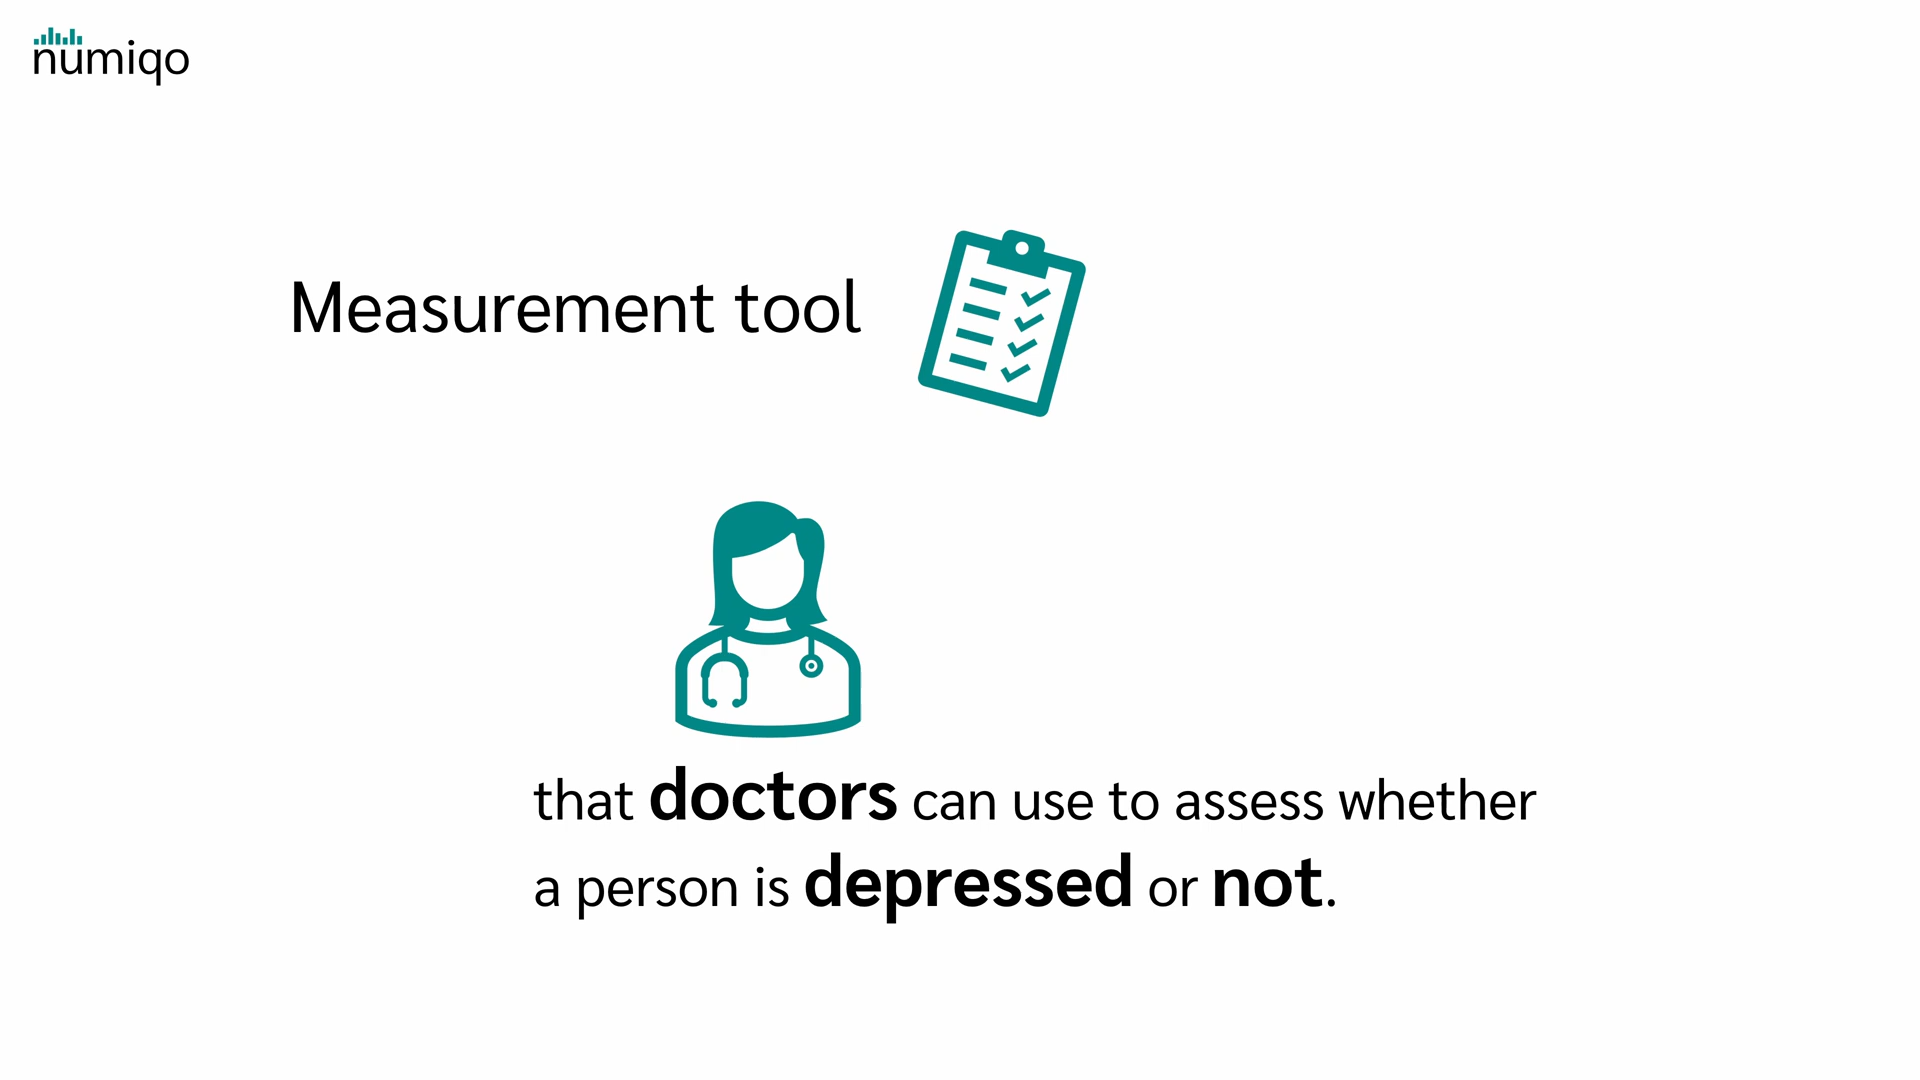 numiqo
Measurement tool
that doctors can use to assess whether
a person is depressed or not.